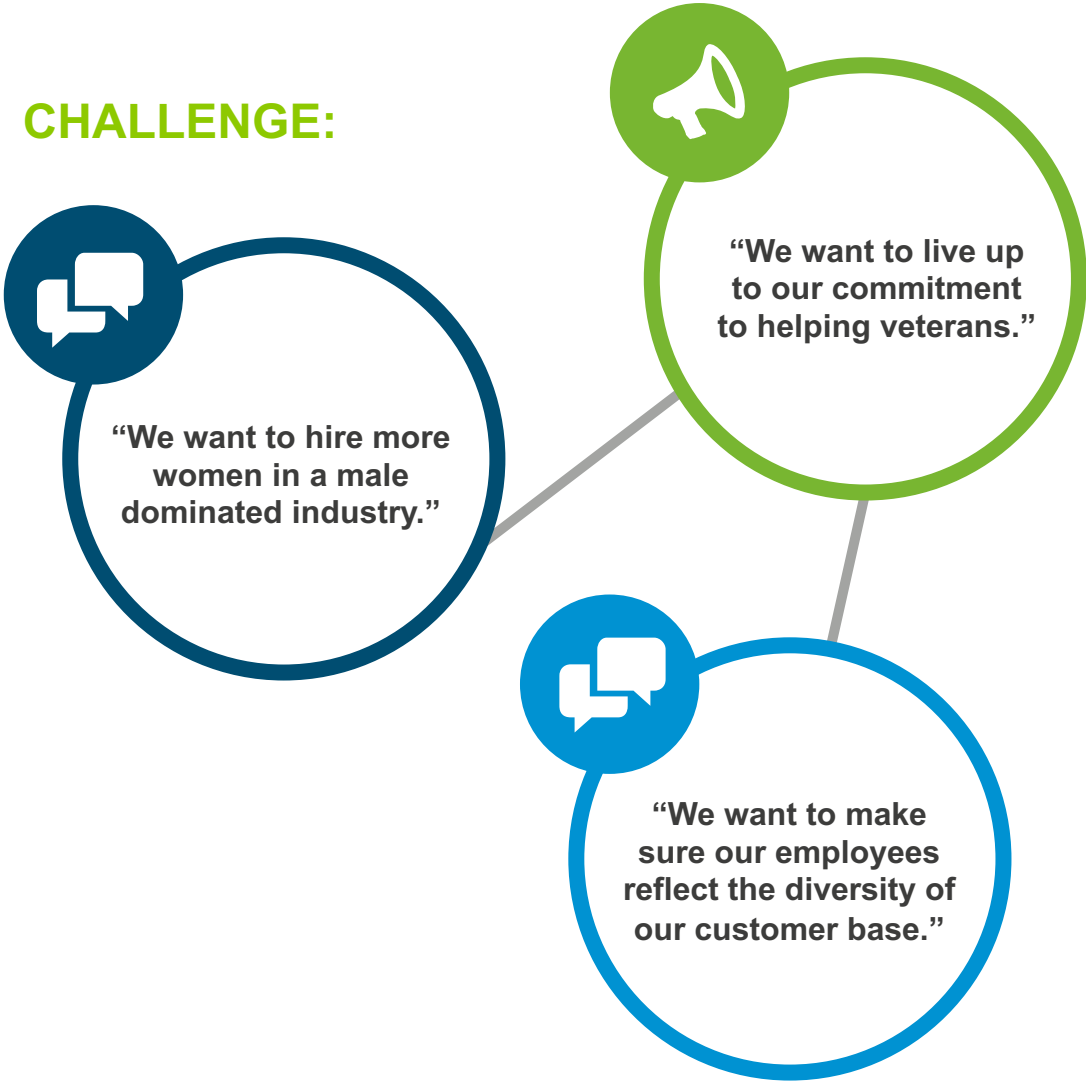 CHALLENGE:
“We want to live up
to our commitment
to helping veterans.”
“We want to hire more
women in a male
dominated industry.”
“We want to make
sure our employees
reflect the diversity of
our customer base.”